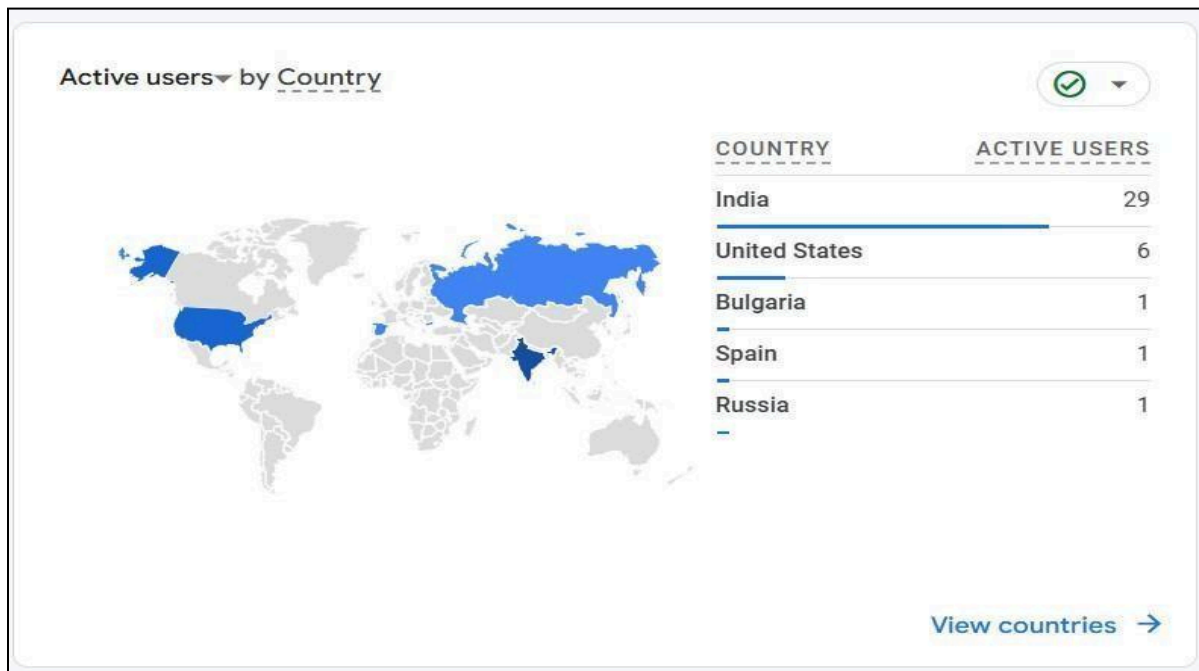 Active users by Country
COUNTRY ACTIVE USERS
India 29
United States 6
Bulgaria 1
Spain 1
Russia 1
View countries →